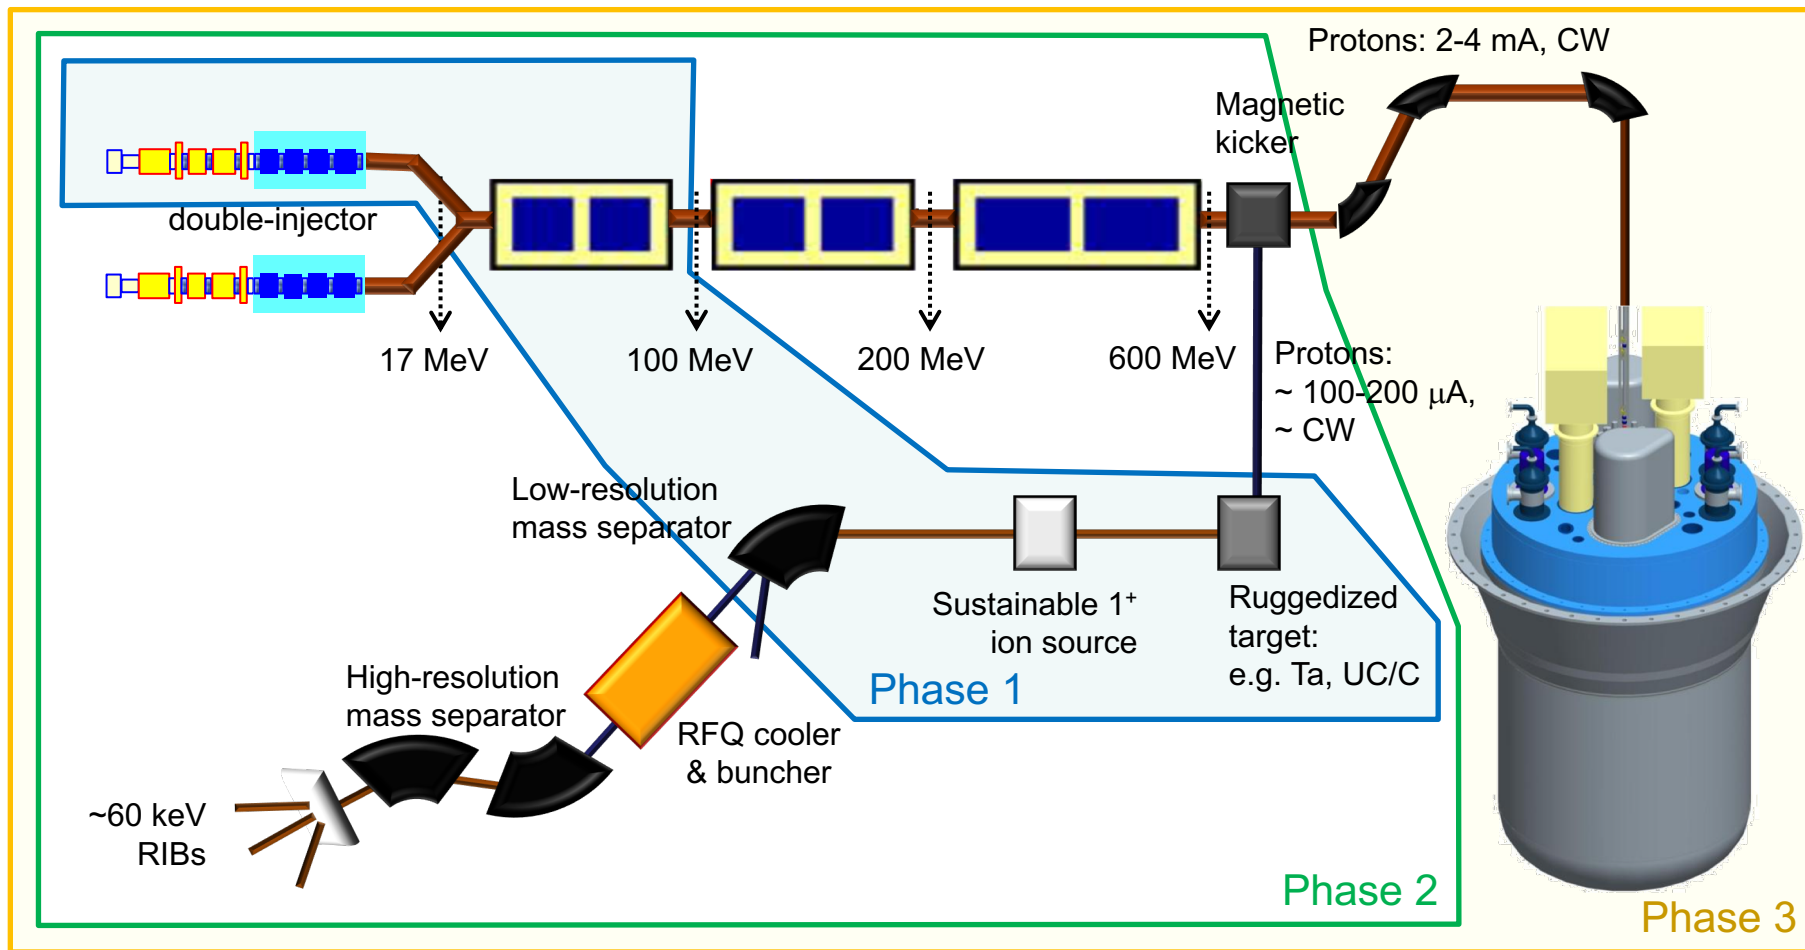 Protons: 2-4 mA, CW
Magnetic
kicker
double-injector
17 MeV
100 MeV
200 MeV
600 MeV
Protons:
~ 100-200 μA,
~ CW
Low-resolution
mass separator
Sustainable 1⁺
ion source
Ruggedized
target:
e.g. Ta, UC/C
Phase 1
High-resolution
mass separator
RFQ cooler
& buncher
~60 keV
RIBs
Phase 2
Phase 3